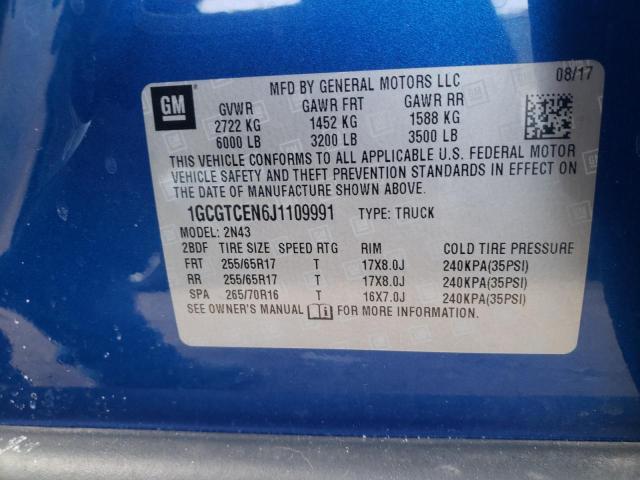 MFD BY GENERAL MOTORS LLC 08/17
GM
GVWR GAWR FRT GAWR RR
2722 KG 1452 KG 1588 KG
6000 LB 3200 LB 3500 LB
THIS VEHICLE CONFORMS TO ALL APPLICABLE U.S. FEDERAL MOTOR
VEHICLE SAFETY AND THEFT PREVENTION STANDARDS IN EFFECT ON
THE DATE OF MANUFACTURE SHOWN ABOVE.
1GCGTCEN6J1109991 TYPE: TRUCK
MODEL: 2N43
2BDF TIRE SIZE SPEED RTG RIM COLD TIRE PRESSURE
FRT 255/65R17 T 17X8.0J 240KPA(35PSI)
RR 255/65R17 T 17X8.0J 240KPA(35PSI)
SPA 265/70R16 T 16X7.0J 240KPA(35PSI)
SEE OWNER'S MANUAL FOR MORE INFORMATION.